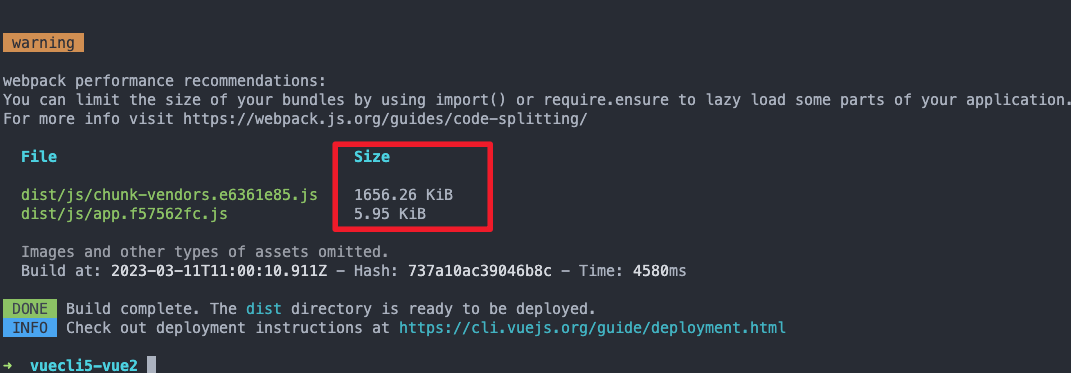 warning
webpack performance recommendations:
You can limit the size of your bundles by using import() or require.ensure to lazy load some parts of your application.
For more info visit https://webpack.js.org/guides/code-splitting/
File Size
dist/js/chunk-vendors.e6361e85.js 1656.26 KiB
dist/js/app.f57562fc.js 5.95 KiB
Images and other types of assets omitted.
Build at: 2023-03-11T11:00:10.911Z - Hash: 737a10ac39046b8c - Time: 4580ms
DONE Build complete. The dist directory is ready to be deployed.
INFO Check out deployment instructions at https://cli.vuejs.org/guide/deployment.html
➜ vuecli5-vue2